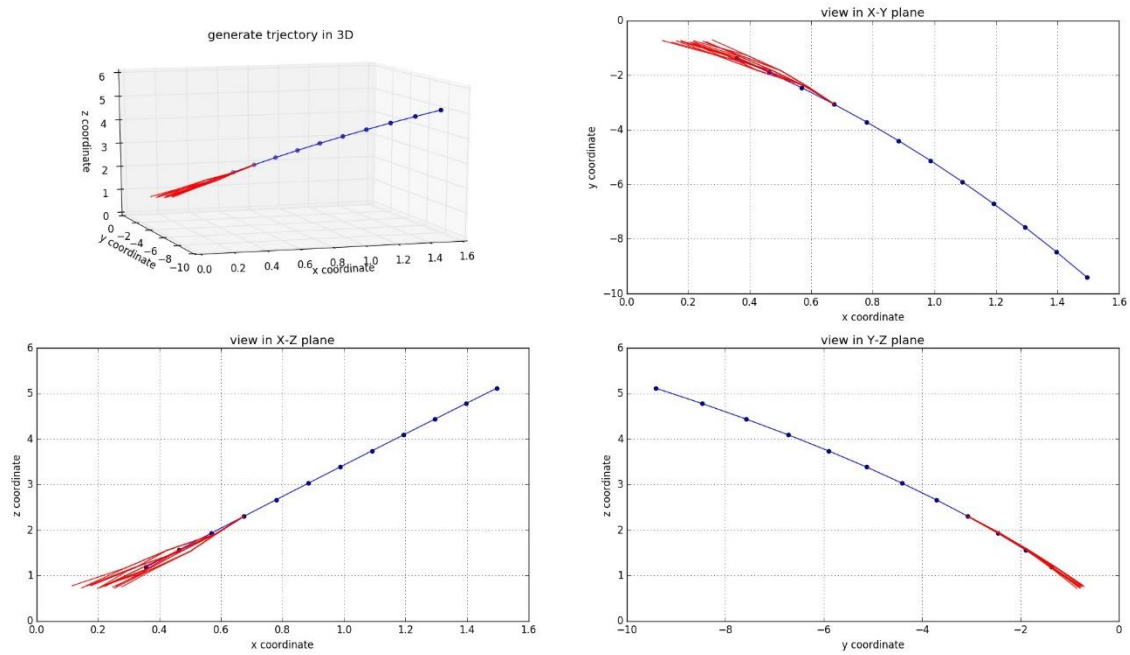 generate trjectory in 3D
z coordinate
6
5
4
3
2
1
0
0
−2
−4
−6
−8
−10
y coordinate
0.0 0.2 0.4 0.6 0.8 1.0 1.2 1.4 1.6
x coordinate
view in X-Y plane
y coordinate
0
−2
−4
−6
−8
−10
0.0 0.2 0.4 0.6 0.8 1.0 1.2 1.4 1.6
x coordinate
view in X-Z plane
z coordinate
6
5
4
3
2
1
0
0.0 0.2 0.4 0.6 0.8 1.0 1.2 1.4 1.6
x coordinate
view in Y-Z plane
z coordinate
6
5
4
3
2
1
0
−10 −8 −6 −4 −2 0
y coordinate